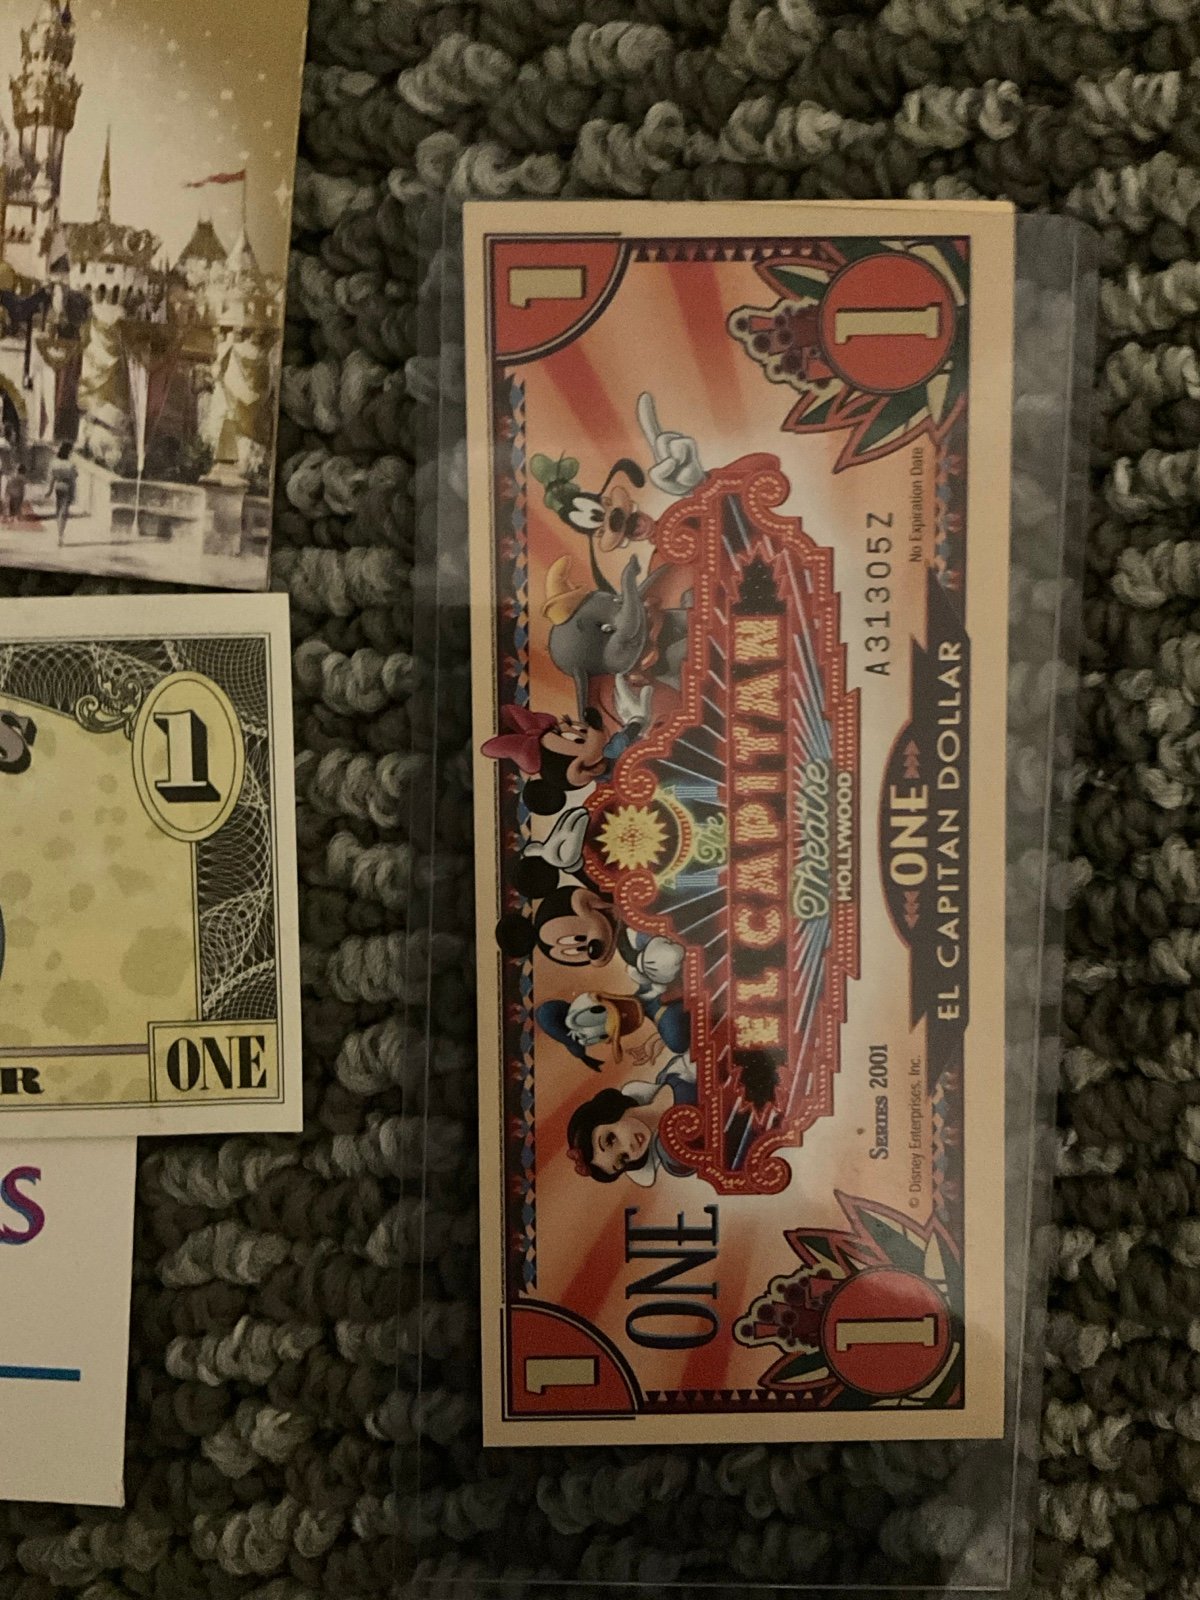 1
1
ONE
The
EL CAPITAN
Theatre
HOLLYWOOD
SERIES 2001
A31305Z
© Disney Enterprises, Inc.
No Expiration Date
ONE
EL CAPITAN DOLLAR
1
1
1
R
ONE
S